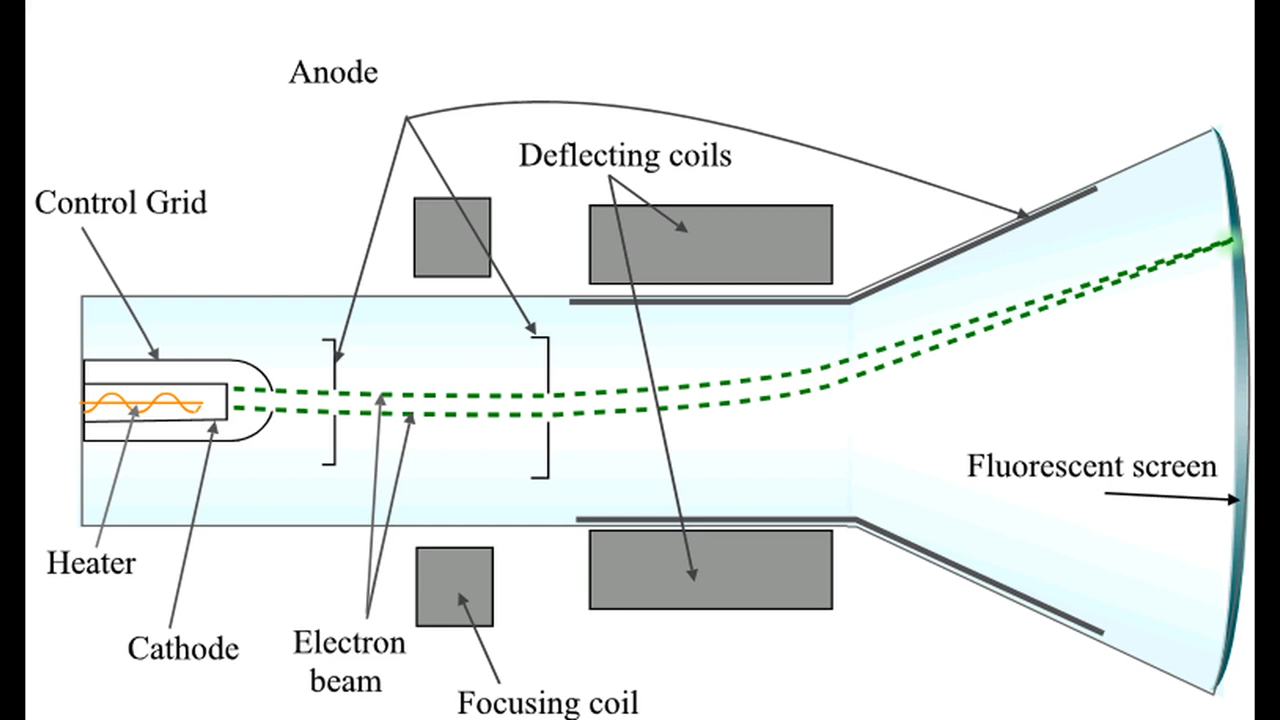 Anode
Deflecting coils
Control Grid
Fluorescent screen
Heater
Cathode
Electron
beam
Focusing coil